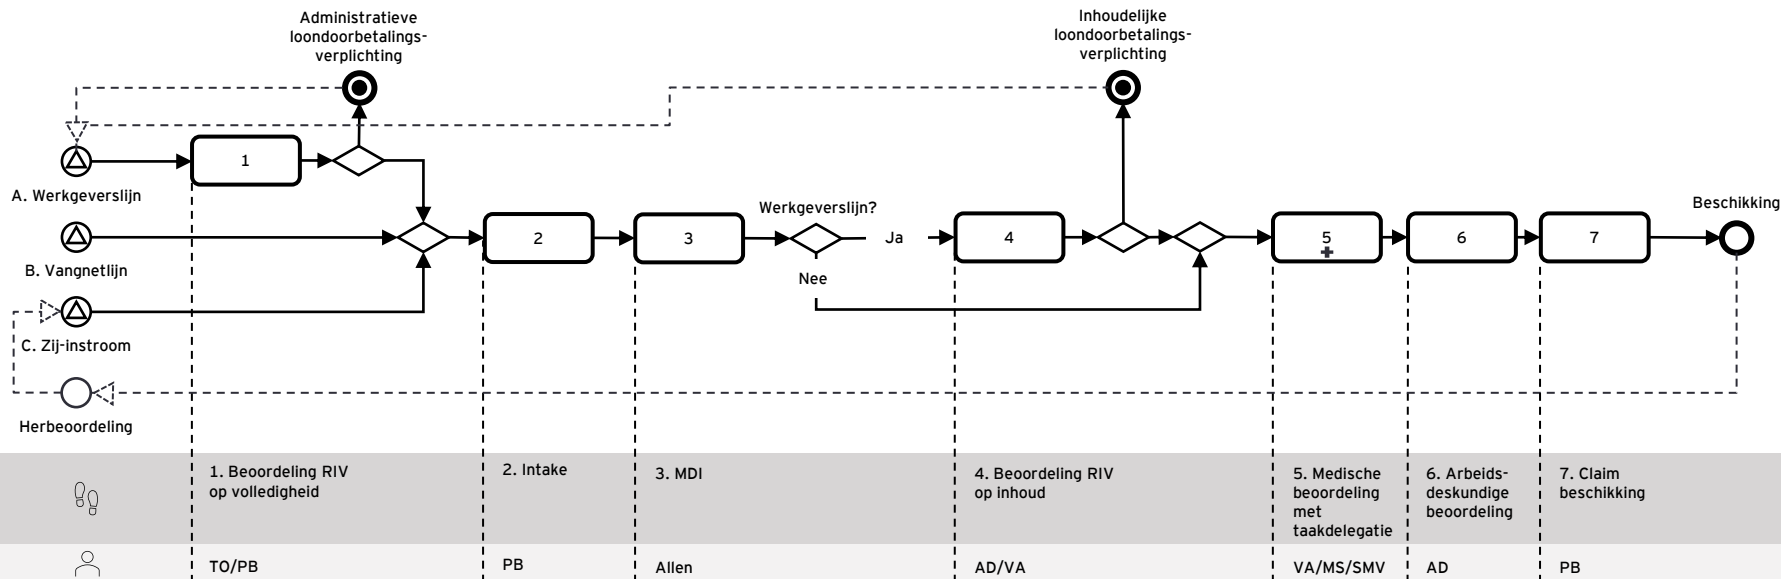 Administratieve
loondoorbetalings-
verplichting
Inhoudelijke
loondoorbetalings-
verplichting
1
A. Werkgeverslijn
Werkgeverslijn?
Beschikking
2
3
Ja
4
5
6
7
B. Vangnetlijn
Nee
C. Zij-instroom
Herbeoordeling
1. Beoordeling RIV
op volledigheid
2. Intake
3. MDI
4. Beoordeling RIV
op inhoud
5. Medische
beoordeling
met
taakdelegatie
6. Arbeids-
deskundige
beoordeling
7. Claim
beschikking
TO/PB
PB
Allen
AD/VA
VA/MS/SMV
AD
PB